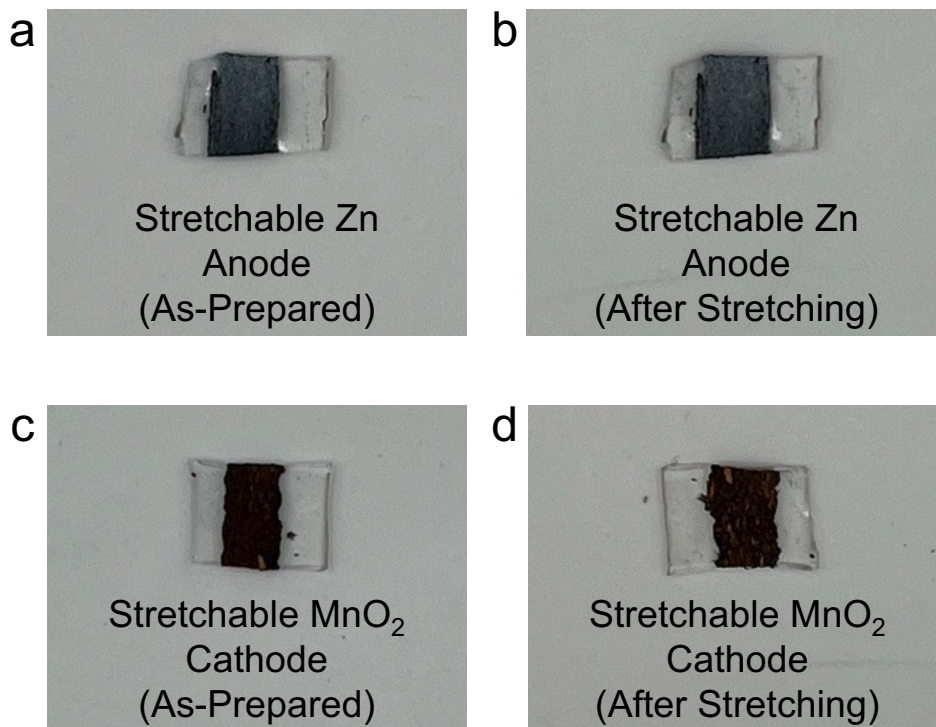 a
Stretchable Zn
Anode
(As-Prepared)
b
Stretchable Zn
Anode
(After Stretching)
c
Stretchable MnO₂
Cathode
(As-Prepared)
d
Stretchable MnO₂
Cathode
(After Stretching)